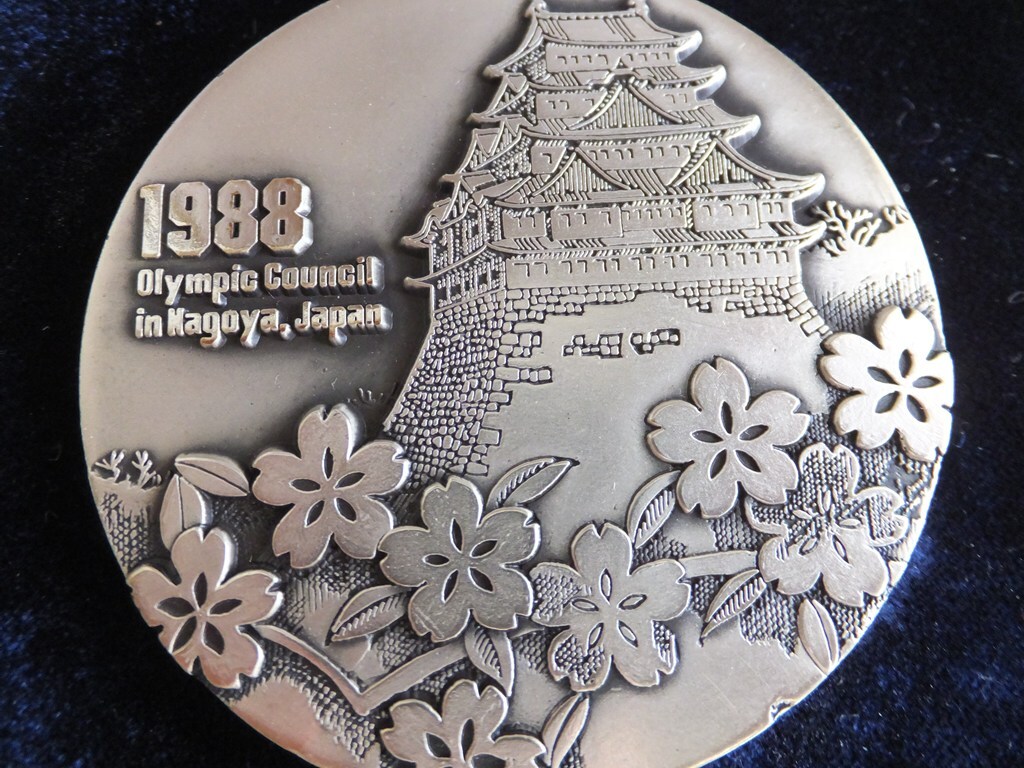 1988
Olympic Council
in Nagoya, Japan